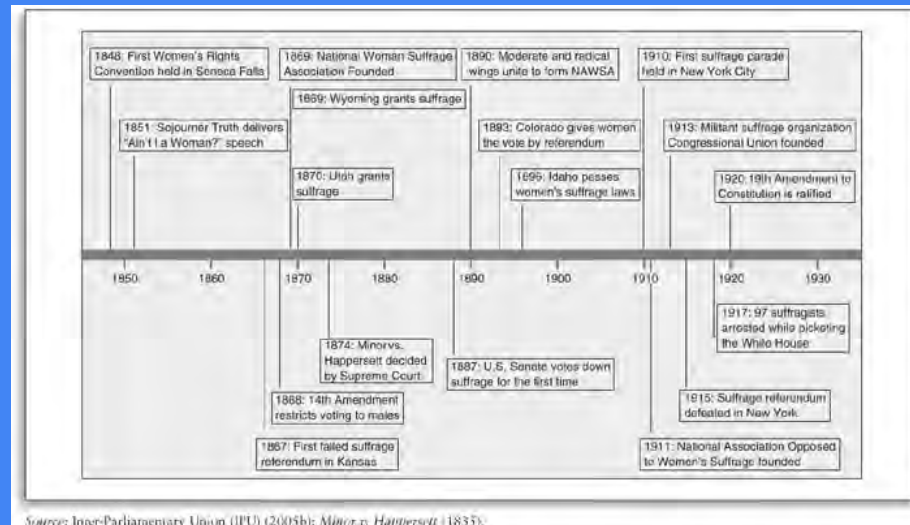 1848: First Women's Rights
Convention held in Seneca Falls
1869: National Woman Suffrage
Association Founded
1890: Moderate and radical
wings unite to form NAWSA
1910: First suffrage parade
held in New York City
1869: Wyoming grants suffrage
1851: Sojourner Truth delivers
"Ain't I a Woman?" speech
1893: Colorado gives women
the vote by referendum
1913: Militant suffrage organization
Congressional Union founded
1870: Utah grants
suffrage
1896: Idaho passes
women's suffrage laws
1920: 19th Amendment to
Constitution is ratified
1850 1860 1870 1880 1890 1900 1910 1920 1930
1917: 97 suffragists
arrested while picketing
the White House
1874: Minor vs.
Happersett decided
by Supreme Court
1887: U.S. Senate votes down
suffrage for the first time
1868: 14th Amendment
restricts voting to males
1915: Suffrage referendum
defeated in New York
1867: First failed suffrage
referendum in Kansas
1911: National Association Opposed
to Women's Suffrage founded
Source: Inter-Parliamentary Union (IPU) (2005b); Minor v. Happersett (1835).